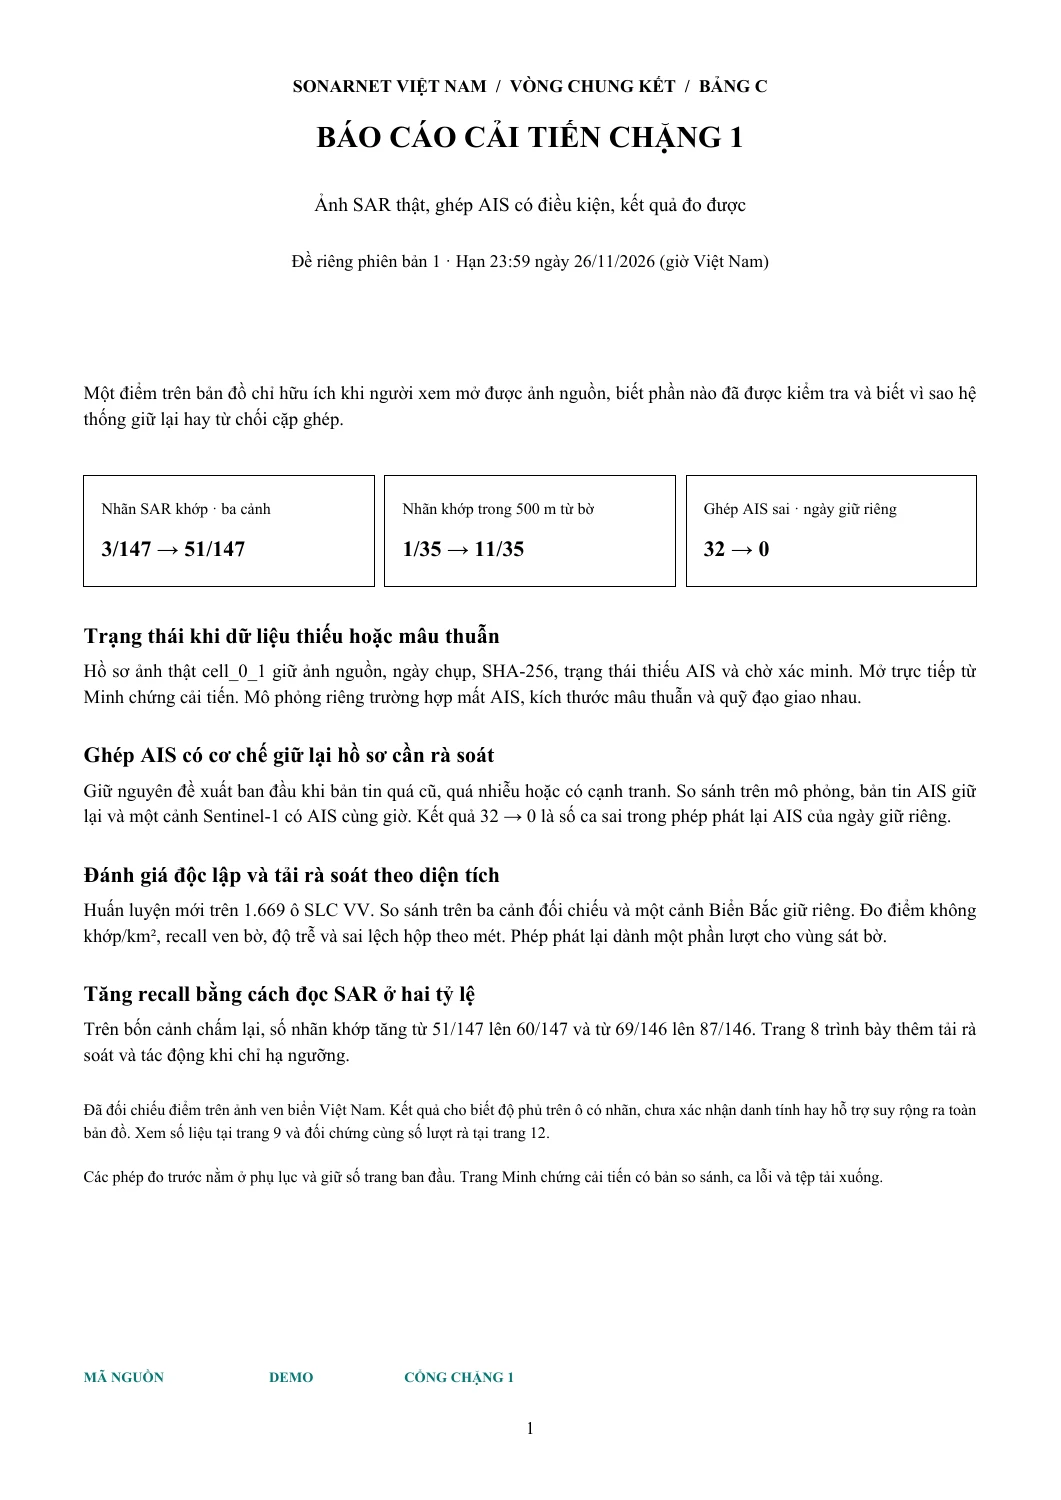 SONARNET VIỆT NAM / VÒNG CHUNG KẾT / BẢNG C
BÁO CÁO CẢI TIẾN CHẶNG 1
Ảnh SAR thật, ghép AIS có điều kiện, kết quả đo được
Đề riêng phiên bản 1 · Hạn 23:59 ngày 26/11/2026 (giờ Việt Nam)
Một điểm trên bản đồ chỉ hữu ích khi người xem mở được ảnh nguồn, biết phần nào đã được kiểm tra và biết vì sao hệ
thống giữ lại hay từ chối cặp ghép.
Nhãn SAR khớp · ba cảnh
3/147 → 51/147
Nhãn khớp trong 500 m từ bờ
1/35 → 11/35
Ghép AIS sai · ngày giữ riêng
32 → 0
Trạng thái khi dữ liệu thiếu hoặc mâu thuẫn
Hồ sơ ảnh thật cell_0_1 giữ ảnh nguồn, ngày chụp, SHA-256, trạng thái thiếu AIS và chờ xác minh. Mở trực tiếp từ
Minh chứng cải tiến. Mô phỏng riêng trường hợp mất AIS, kích thước mâu thuẫn và quỹ đạo giao nhau.
Ghép AIS có cơ chế giữ lại hồ sơ cần rà soát
Giữ nguyên đề xuất ban đầu khi bản tin quá cũ, quá nhiễu hoặc có cạnh tranh. So sánh trên mô phỏng, bản tin AIS giữ
lại và một cảnh Sentinel-1 có AIS cùng giờ. Kết quả 32 → 0 là số ca sai trong phép phát lại AIS của ngày giữ riêng.
Đánh giá độc lập và tải rà soát theo diện tích
Huấn luyện mới trên 1.669 ô SLC VV. So sánh trên ba cảnh đối chiếu và một cảnh Biển Bắc giữ riêng. Đo điểm không
khớp/km², recall ven bờ, độ trễ và sai lệch hộp theo mét. Phép phát lại dành một phần lượt cho vùng sát bờ.
Tăng recall bằng cách đọc SAR ở hai tỷ lệ
Trên bốn cảnh chấm lại, số nhãn khớp tăng từ 51/147 lên 60/147 và từ 69/146 lên 87/146. Trang 8 trình bày thêm tải rà
soát và tác động khi chỉ hạ ngưỡng.
Đã đối chiếu điểm trên ảnh ven biển Việt Nam. Kết quả cho biết độ phủ trên ô có nhãn, chưa xác nhận danh tính hay hỗ trợ suy rộng ra toàn
bản đồ. Xem số liệu tại trang 9 và đối chứng cùng số lượt rà tại trang 12.
Các phép đo trước nằm ở phụ lục và giữ số trang ban đầu. Trang Minh chứng cải tiến có bản so sánh, ca lỗi và tệp tải xuống.
MÃ NGUỒN DEMO CỔNG CHẶNG 1
1